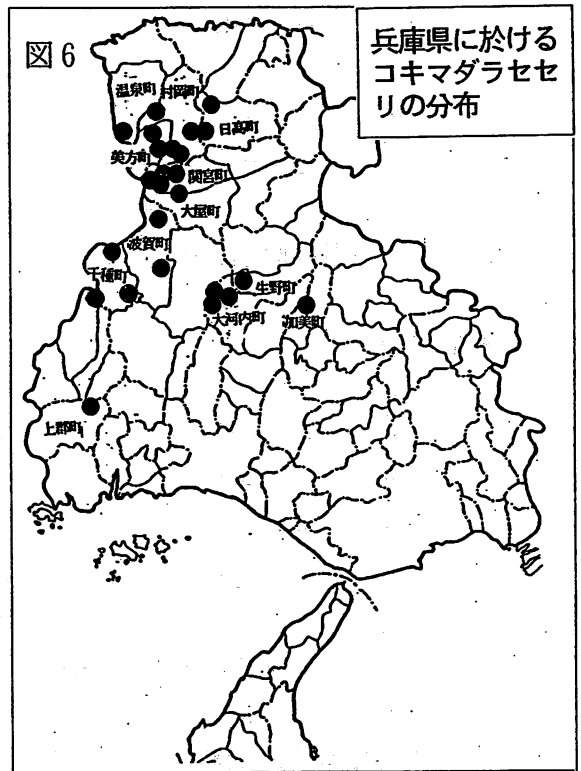 図6
兵庫県に於ける
コキマダラセセ
リの分布
温泉町
村岡町
日高町
美方町
関宮町
大屋町
波賀町
千種町
生野町
大河内町
加美町
上郡町